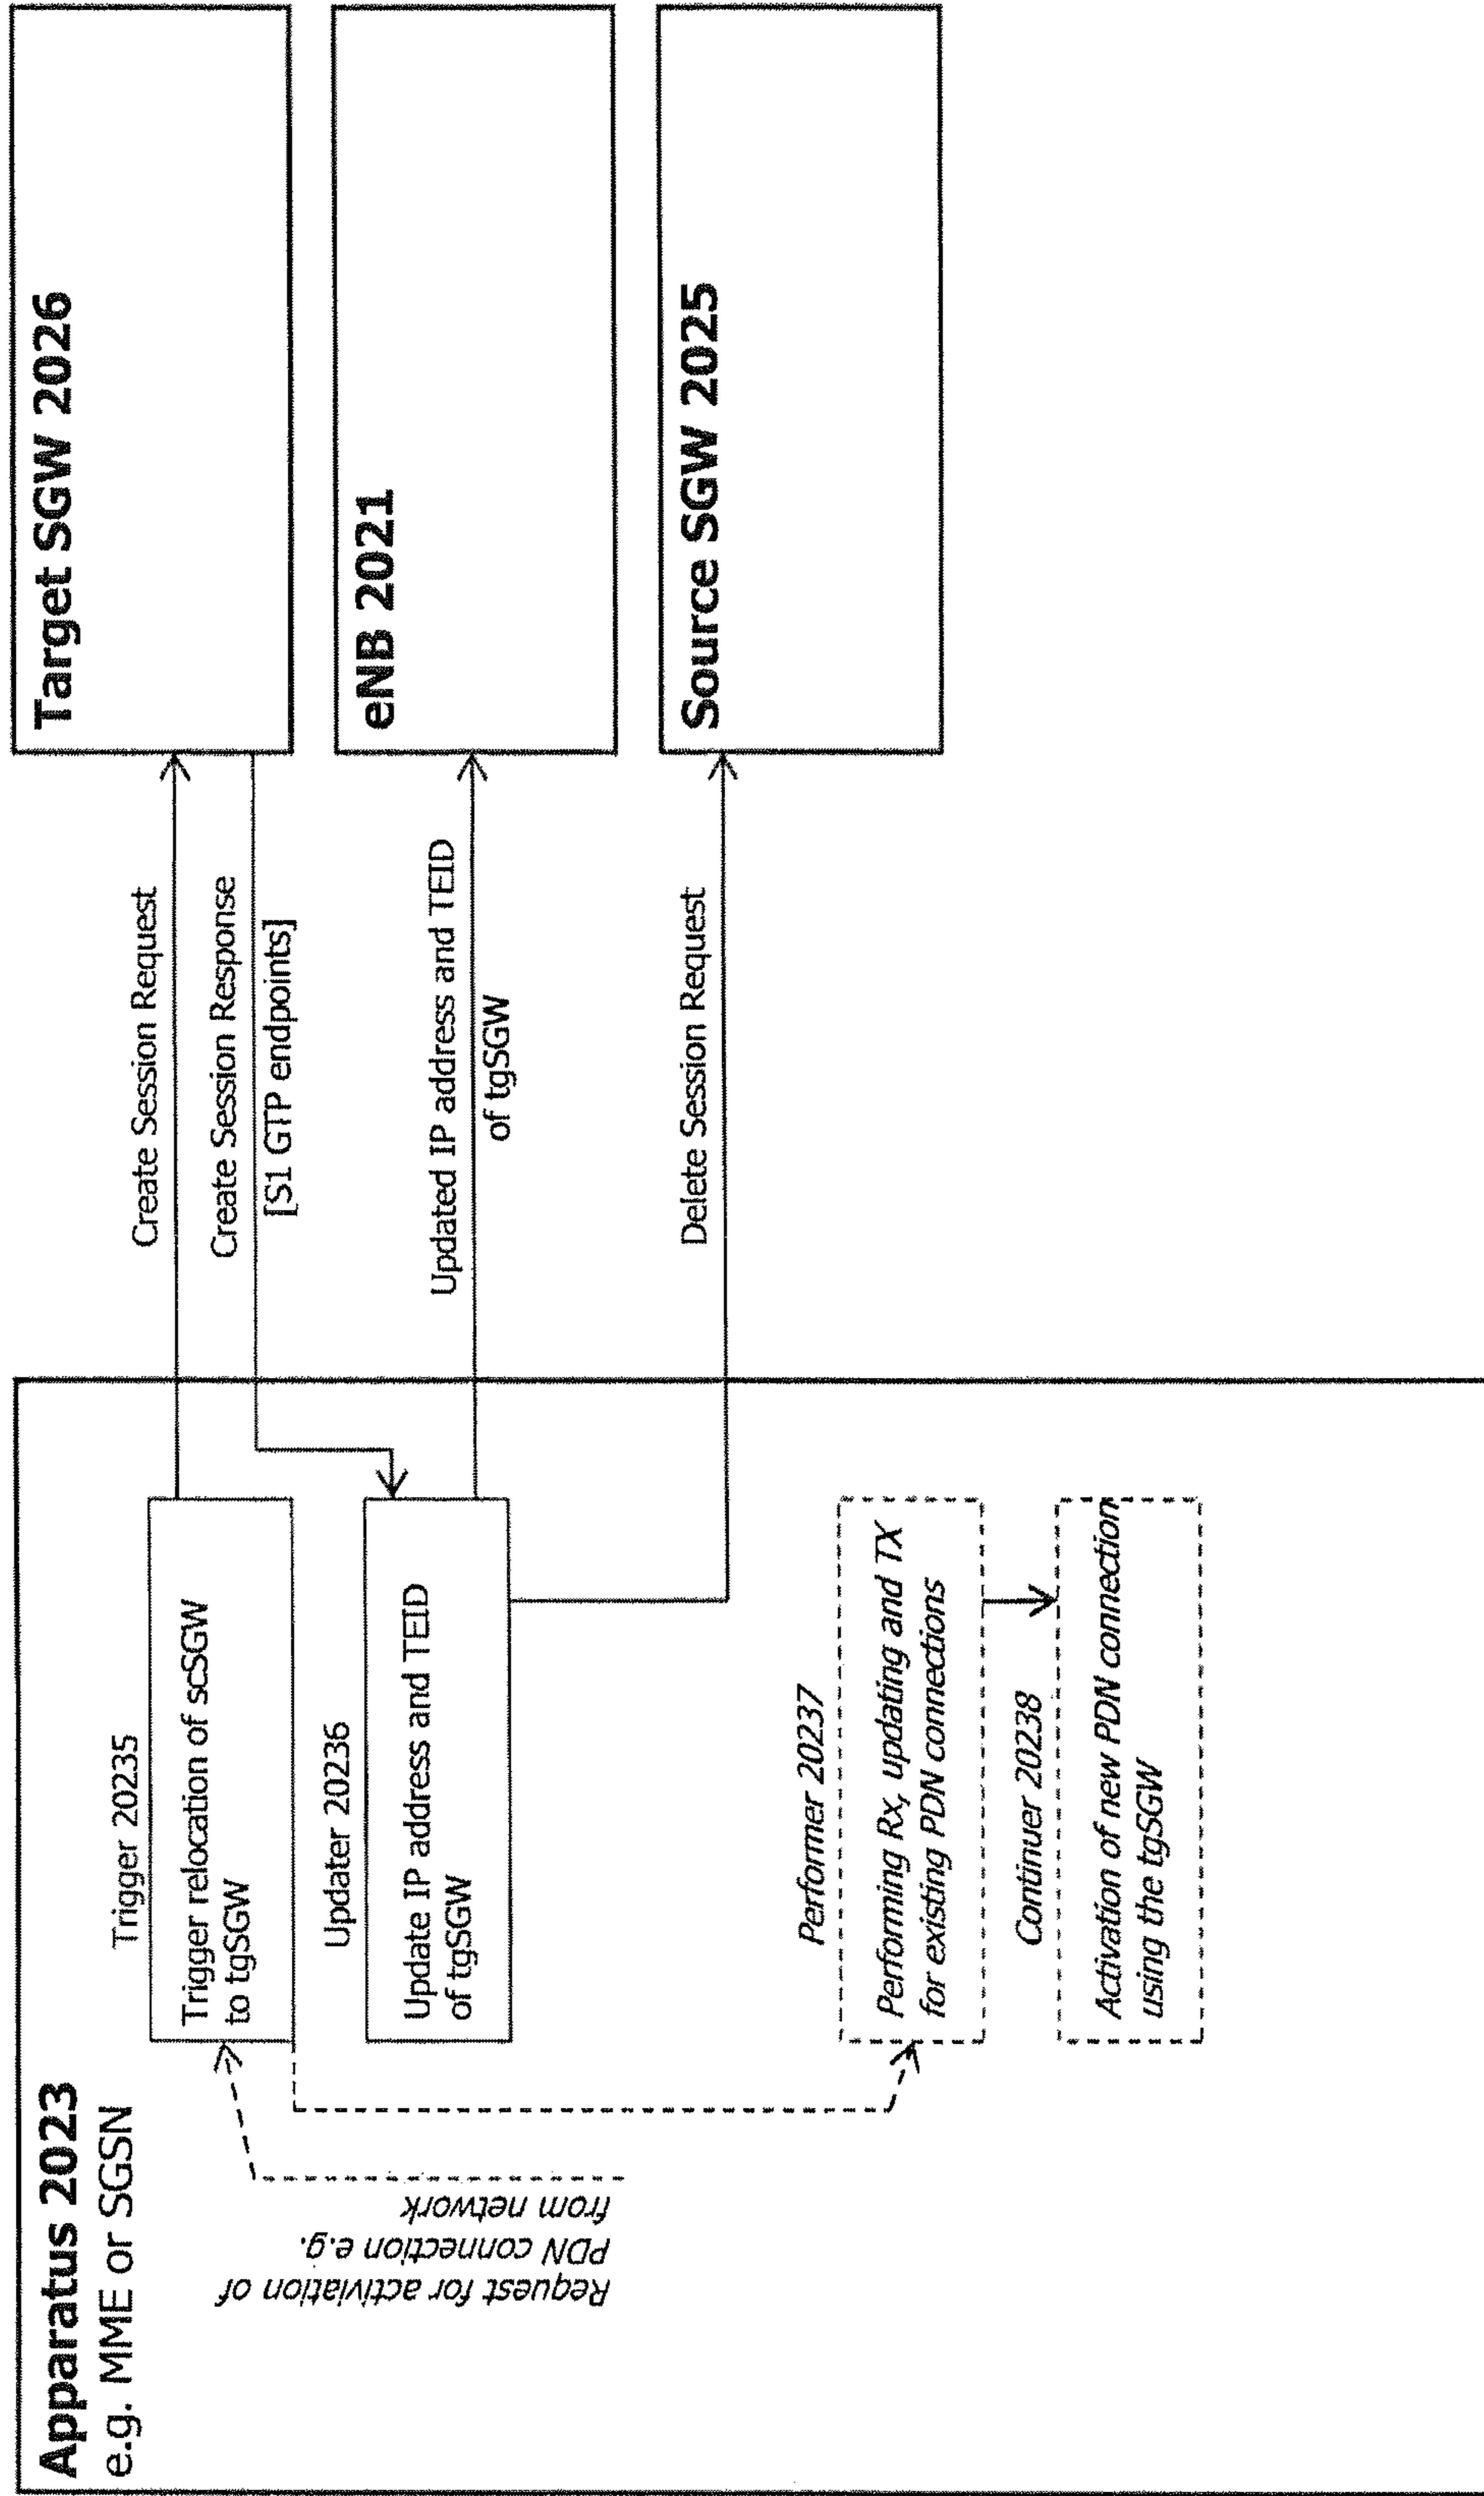 Apparatus 2023
e.g. MME or SGSN
Trigger 20235
Trigger relocation of scSGW
to tgSGW
Request for activiation of
PDN connection e.g.
from network
Updater 20236
Update IP address and TEID
of tgSGW
Performer 20237
Performing Rx, updating and TX
for existing PDN connections
Continuer 20238
Activation of new PDN connection
using the tgSGW
Create Session Request
Create Session Response
[S1 GTP endpoints]
Updated IP address and TEID
of tgSGW
Delete Session Request
Target SGW 2026
eNB 2021
Source SGW 2025